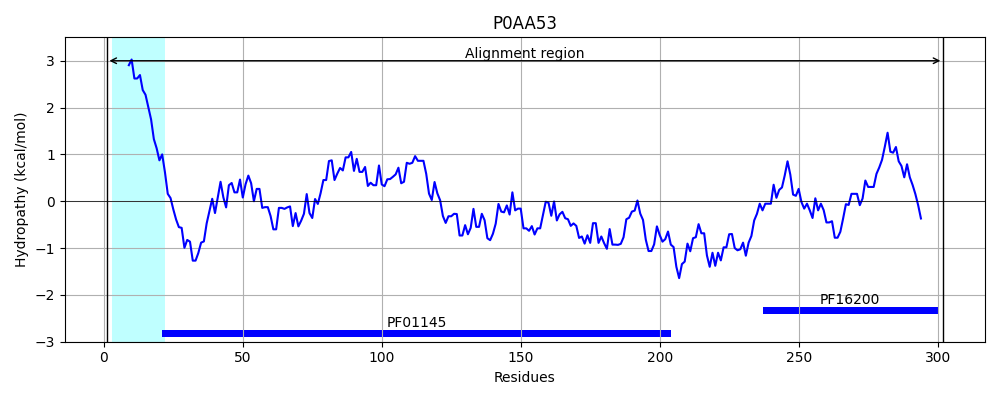 P0AA53
Alignment region
Hydropathy (kcal/mol)
3
2
1
0
−1
−2
−3
PF16200
PF01145
0 50 100 150 200 250 300
Residues